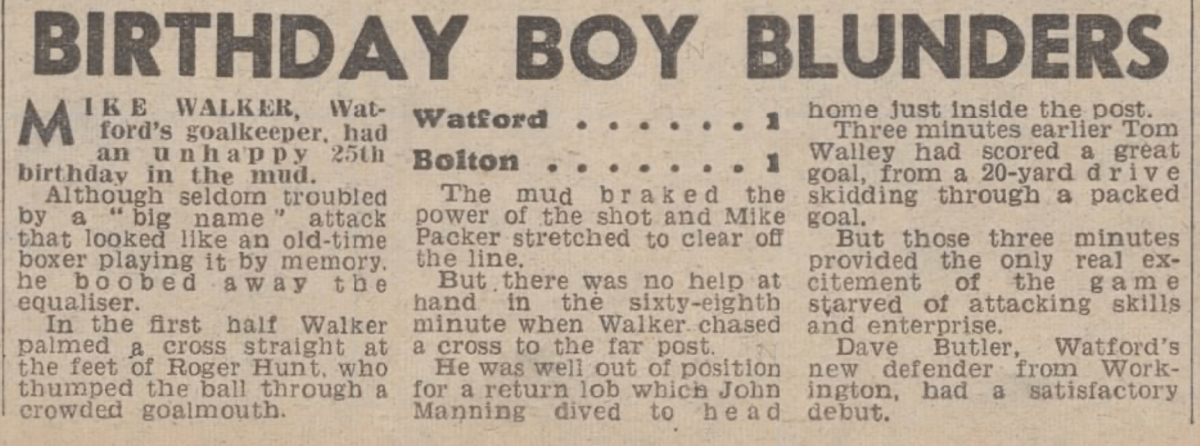 BIRTHDAY BOY BLUNDERS
MIKE WALKER, Wat-
ford's goalkeeper, had
an unhappy 25th
birthday in the mud.
Although seldom troubled
by a "big name" attack
that looked like an old-time
boxer playing it by memory,
he boobed away the
equaliser.
In the first half Walker
palmed a cross straight at
the feet of Roger Hunt, who
thumped the ball through a
crowded goalmouth.
Watford . . . . . . 1
Bolton . . . . . . . 1
The mud braked the
power of the shot and Mike
Packer stretched to clear off
the line.
But there was no help at
hand in the sixty-eighth
minute when Walker chased
a cross to the far post.
He was well out of position
for a return lob which John
Manning dived to head
home just inside the post.
Three minutes earlier Tom
Walley had scored a great
goal, from a 20-yard drive
skidding through a packed
goal.
But those three minutes
provided the only real ex-
citement of the game
starved of attacking skills
and enterprise.
Dave Butler, Watford's
new defender from Work-
ington, had a satisfactory
debut.